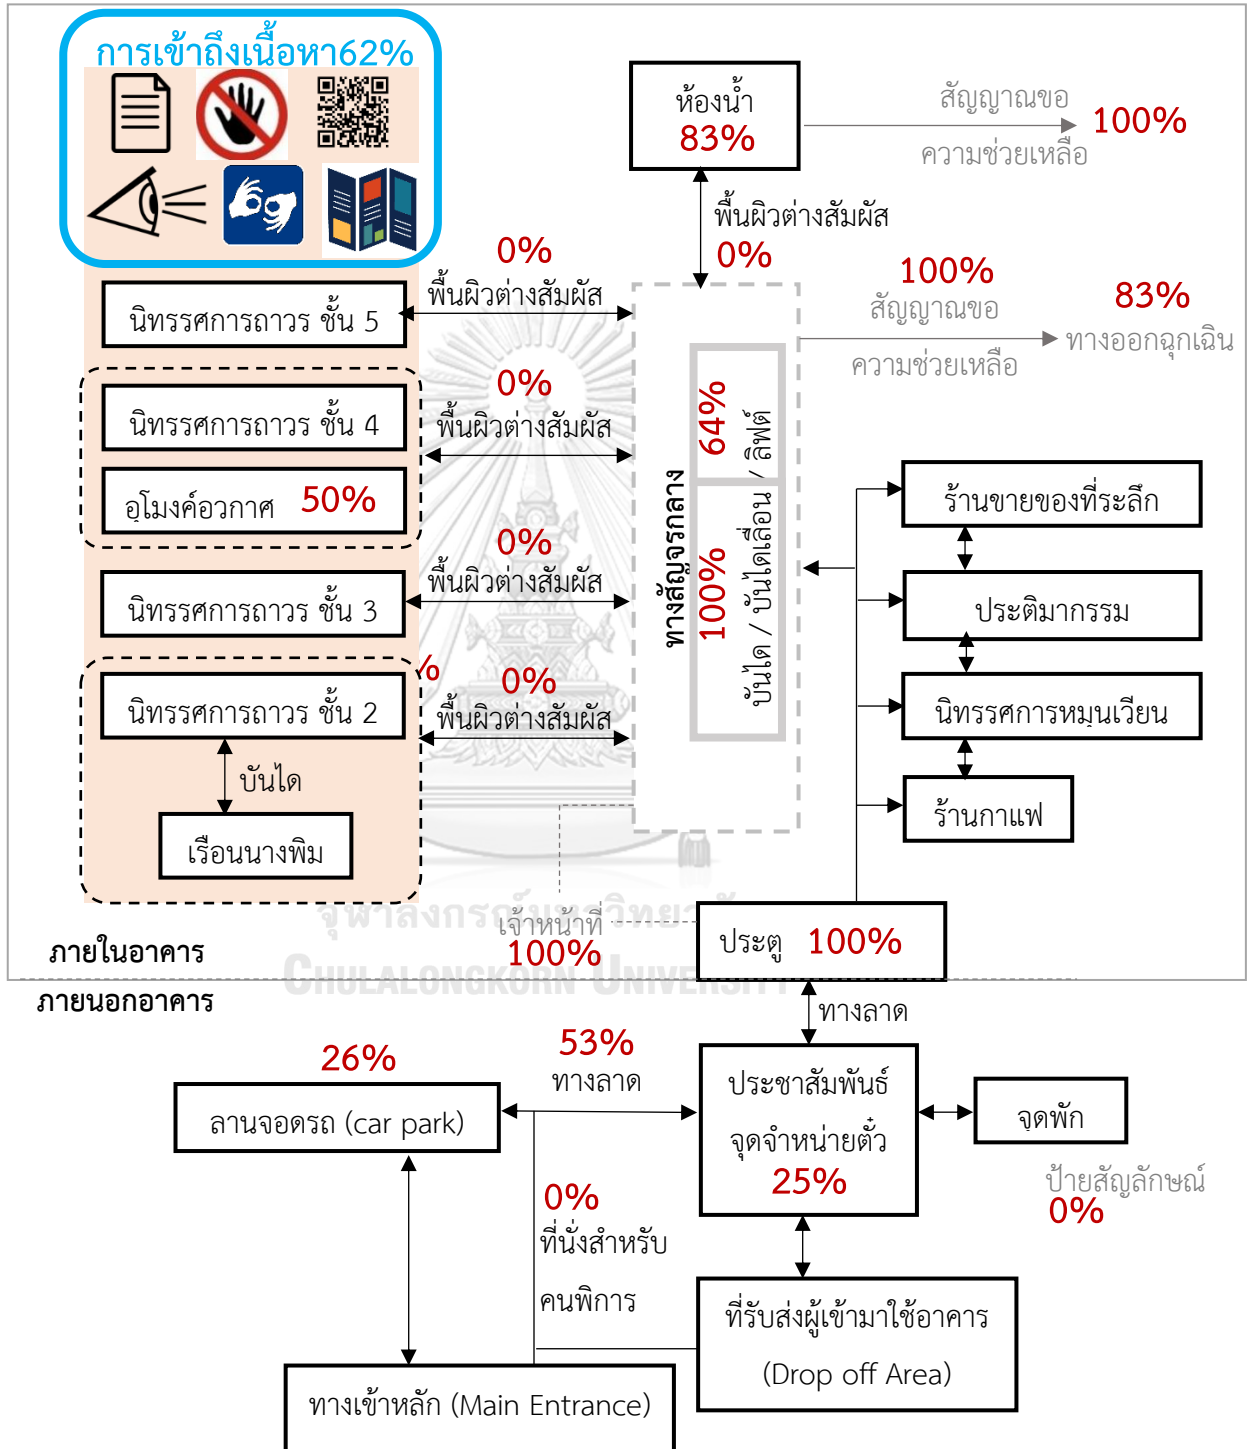 การเข้าถึงเนื้อหา62%
ห้องน้ำ
83%
สัญญาณขอ
ความช่วยเหลือ
100%
พื้นผิวต่างสัมผัส
0%
0%
พื้นผิวต่างสัมผัส
นิทรรศการถาวร ชั้น 5
100%
สัญญาณขอ
ความช่วยเหลือ
83%
ทางออกฉุกเฉิน
0%
พื้นผิวต่างสัมผัส
นิทรรศการถาวร ชั้น 4
อุโมงค์อวกาศ 50%
ทางสัญจรกลาง
64%
100%
บันได / บันไดเลื่อน / ลิฟต์
ร้านขายของที่ระลึก
0%
พื้นผิวต่างสัมผัส
นิทรรศการถาวร ชั้น 3
ประติมากรรม
%
0%
พื้นผิวต่างสัมผัส
นิทรรศการถาวร ชั้น 2
นิทรรศการหมุนเวียน
บันได
ร้านกาแฟ
เรือนนางพิม
จุฬาลงกรณ์มหาวิทยาลัย
CHULALONGKORN UNIVERSITY
เจ้าหน้าที่
100%
ประตู 100%
ภายในอาคาร
ภายนอกอาคาร
ทางลาด
26%
53%
ทางลาด
ลานจอดรถ (car park)
ประชาสัมพันธ์
จุดจำหน่ายตั๋ว
25%
จุดพัก
ป้ายสัญลักษณ์
0%
0%
ที่นั่งสำหรับ
คนพิการ
ที่รับส่งผู้เข้ามาใช้อาคาร
(Drop off Area)
ทางเข้าหลัก (Main Entrance)